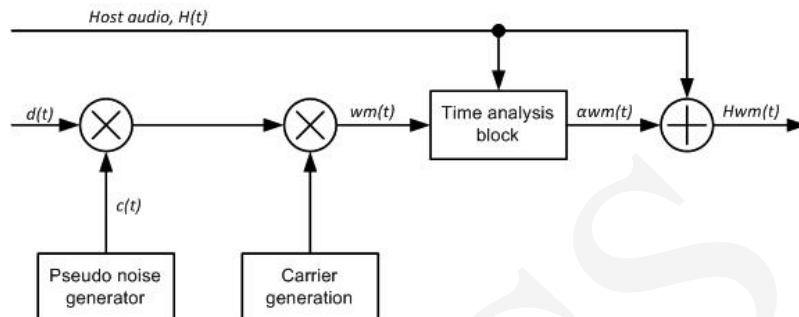 Host audio, H(t)
d(t)
wm(t)
Time analysis
block
αwm(t)
Hwm(t)
c(t)
Pseudo noise
generator
Carrier
generation